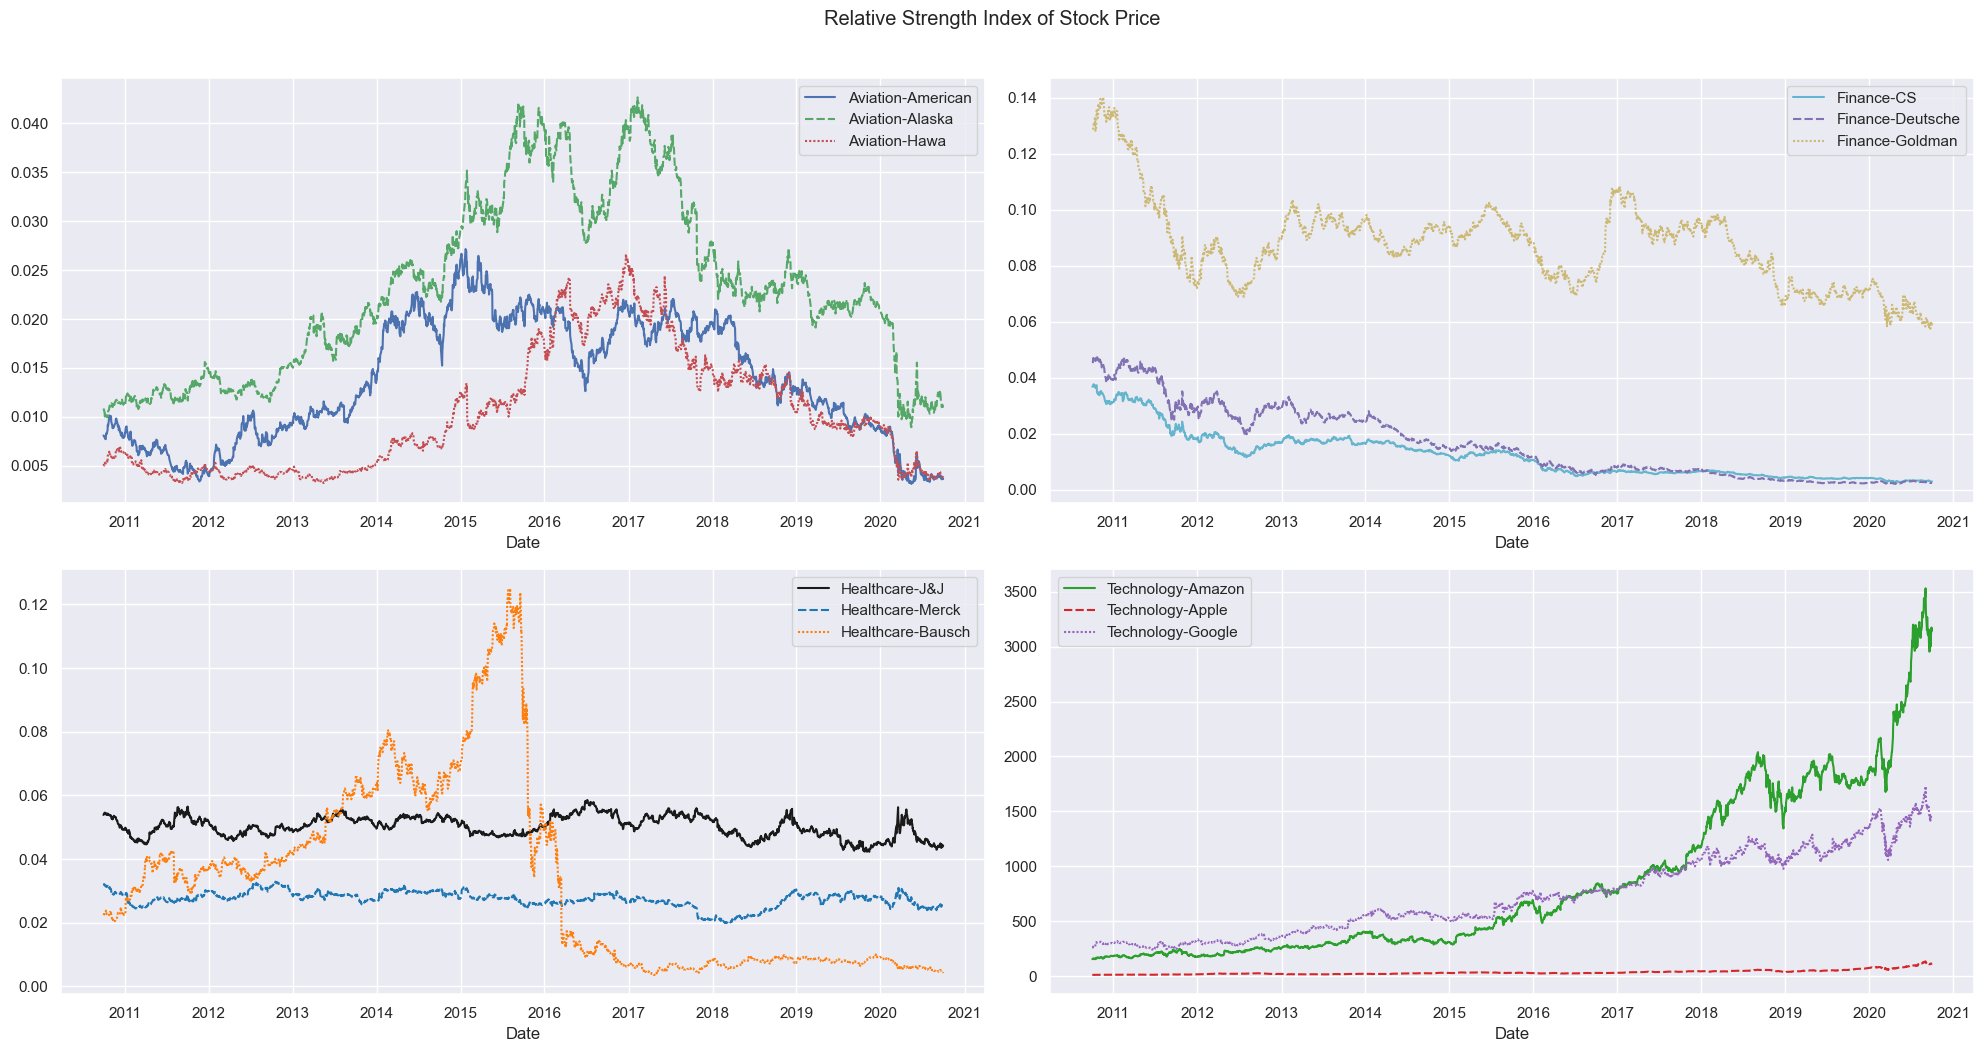 Relative Strength Index of Stock Price
Aviation-American
Aviation-Alaska
Aviation-Hawa
0.040
0.035
0.030
0.025
0.020
0.015
0.010
0.005
2011 2012 2013 2014 2015 2016 2017 2018 2019 2020 2021
Date
Finance-CS
Finance-Deutsche
Finance-Goldman
0.14
0.12
0.10
0.08
0.06
0.04
0.02
0.00
2011 2012 2013 2014 2015 2016 2017 2018 2019 2020 2021
Date
Healthcare-J&J
Healthcare-Merck
Healthcare-Bausch
0.12
0.10
0.08
0.06
0.04
0.02
0.00
2011 2012 2013 2014 2015 2016 2017 2018 2019 2020 2021
Date
Technology-Amazon
Technology-Apple
Technology-Google
3500
3000
2500
2000
1500
1000
500
0
2011 2012 2013 2014 2015 2016 2017 2018 2019 2020 2021
Date